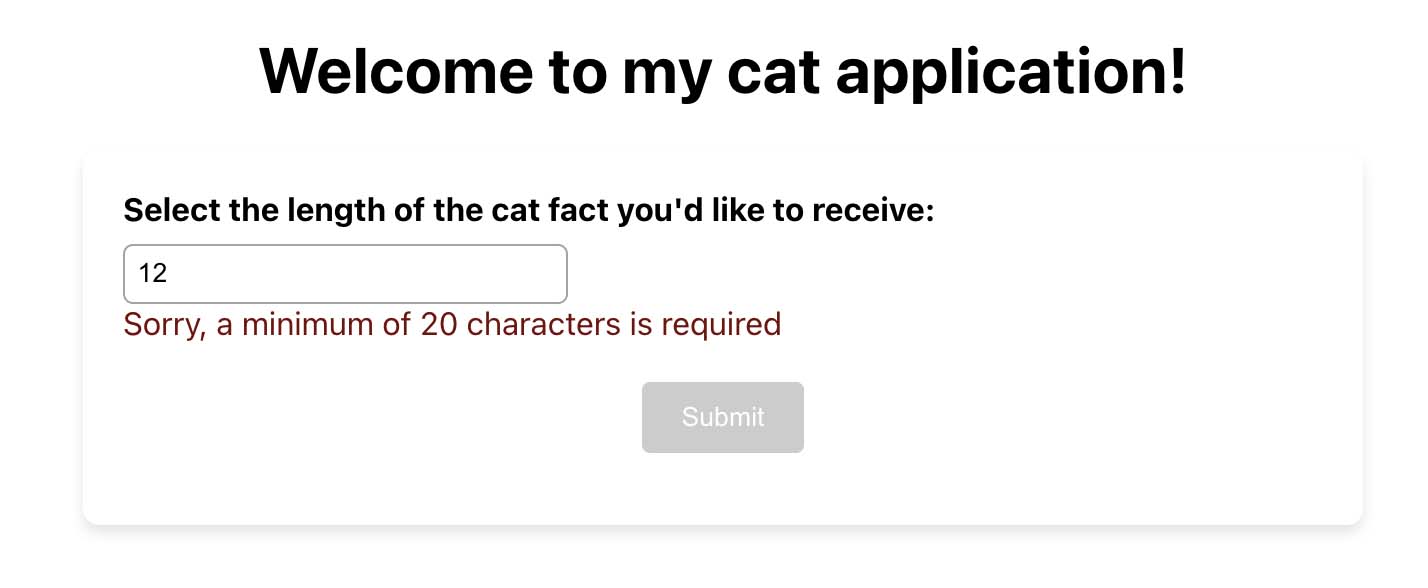 Welcome to my cat application!
Select the length of the cat fact you'd like to receive:
12
Sorry, a minimum of 20 characters is required
Submit